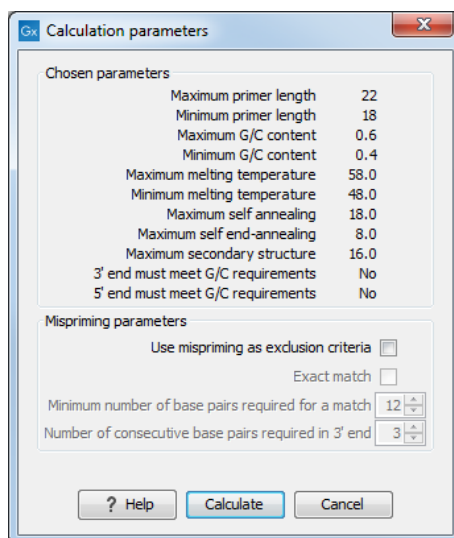 Gx Calculation parameters
Chosen parameters
Maximum primer length 22
Minimum primer length 18
Maximum G/C content 0.6
Minimum G/C content 0.4
Maximum melting temperature 58.0
Minimum melting temperature 48.0
Maximum self annealing 18.0
Maximum self end-annealing 8.0
Maximum secondary structure 16.0
3' end must meet G/C requirements No
5' end must meet G/C requirements No
Mispriming parameters
Use mispriming as exclusion criteria
Exact match
Minimum number of base pairs required for a match 12
Number of consecutive base pairs required in 3' end 3
? Help Calculate Cancel